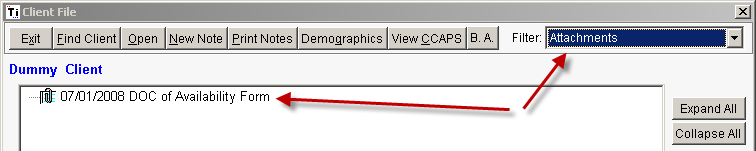 Ti Client File
Exit Find Client Open New Note Print Notes Demographics View CCAPS B. A. Filter: Attachments
Dummy Client
07/01/2008 DOC of Availability Form
Expand All
Collapse All